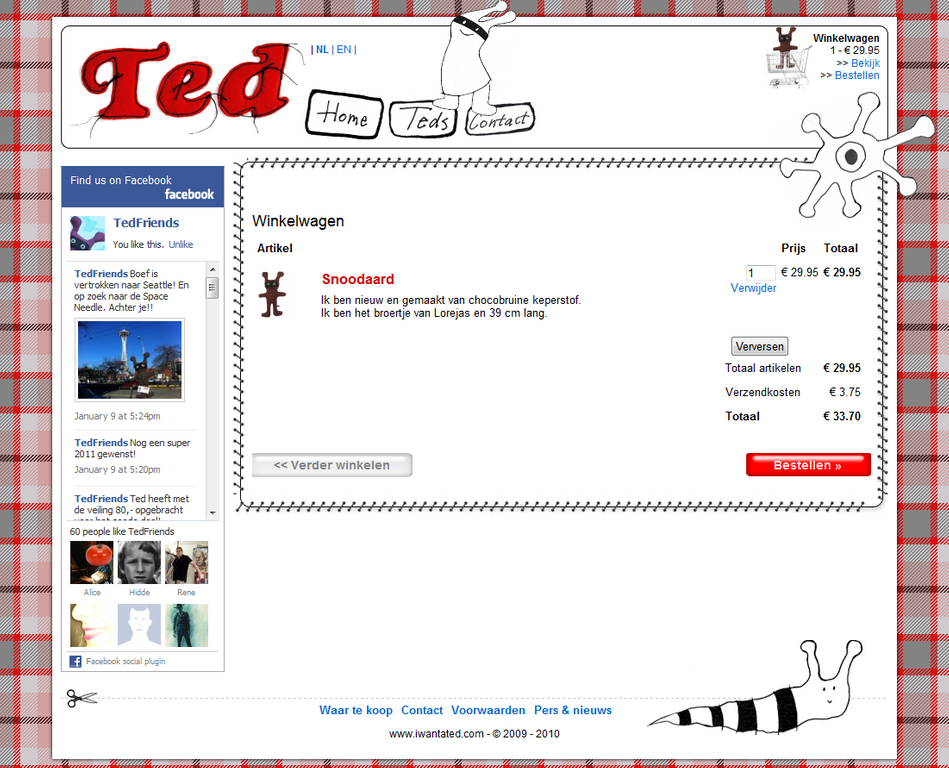 Ted
| NL | EN |
Home
Teds
Contact
Winkelwagen
1 - € 29.95
>> Bekijk
>> Bestellen
Find us on Facebook
facebook
TedFriends
You like this. Unlike
TedFriends Boef is
vertrokken naar Seattle! En
op zoek naar de Space
Needle. Achter je!!
January 9 at 5:24pm
TedFriends Nog een super
2011 gewenst!
January 9 at 5:20pm
TedFriends Ted heeft met
de veiling 80,- opgebracht
60 people like TedFriends
Alice Hidde Rene
Facebook social plugin
Winkelwagen
Artikel Prijs Totaal
Snoodaard 1 € 29.95 € 29.95
Verwijder
Ik ben nieuw en gemaakt van chocobruine keperstof.
Ik ben het broertje van Lorejas en 39 cm lang.
Verversen
Totaal artikelen € 29.95
Verzendkosten € 3.75
Totaal € 33.70
<< Verder winkelen
Bestellen »
Waar te koop Contact Voorwaarden Pers & nieuws
www.iwantated.com - © 2009 - 2010